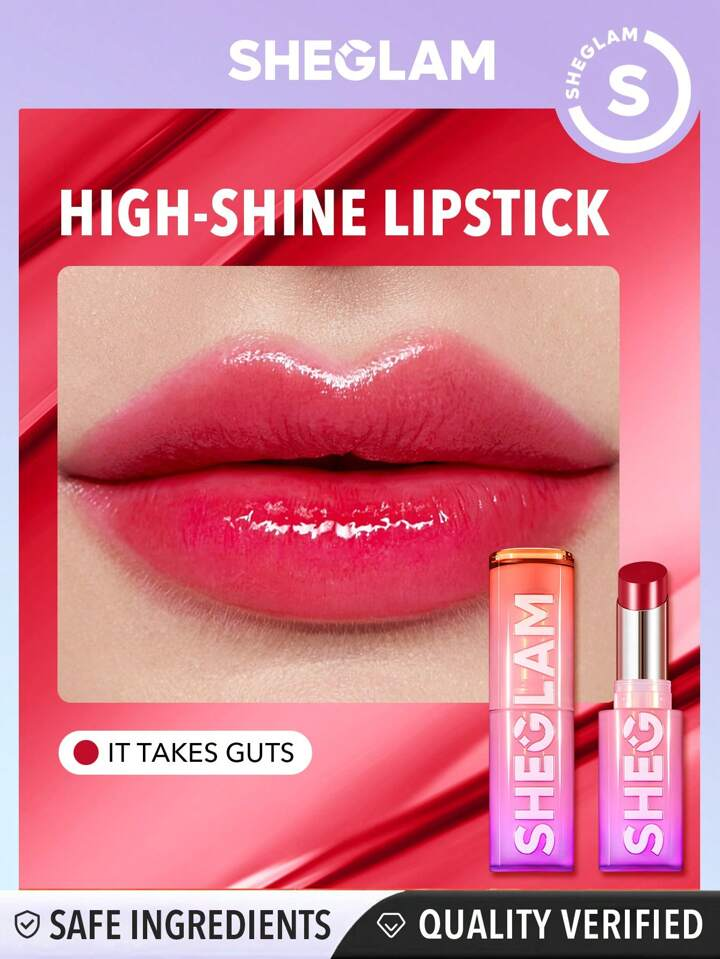 SHEGLAM
SHEGLAM
S
HIGH-SHINE LIPSTICK
SHEGLAM
SHEG
IT TAKES GUTS
SAFE INGREDIENTS
QUALITY VERIFIED